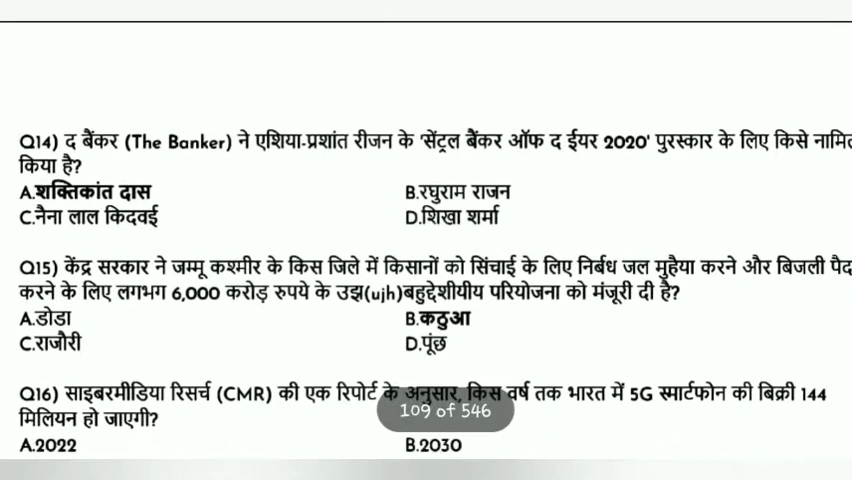 Q14) द बैंकर (The Banker) ने एशिया-प्रशांत रीजन के 'सेंट्रल बैंकर ऑफ द ईयर 2020' पुरस्कार के लिए किसे नामित
किया है?
A.शक्तिकांत दास B.रघुराम राजन
C.नैना लाल किदवई D.शिखा शर्मा
Q15) केंद्र सरकार ने जम्मू कश्मीर के किस जिले में किसानों को सिंचाई के लिए निर्बध जल मुहैया करने और बिजली पैद
करने के लिए लगभग 6,000 करोड़ रुपये के उझ(ujh)बहुद्देशीयीय परियोजना को मंजूरी दी है?
A.डोडा B.कठुआ
C.राजौरी D.पूंछ
Q16) साइबरमीडिया रिसर्च (CMR) की एक रिपोर्ट के अनुसार, किस वर्ष तक भारत में 5G स्मार्टफोन की बिक्री 144
मिलियन हो जाएगी?
109 of 546
A.2022 B.2030